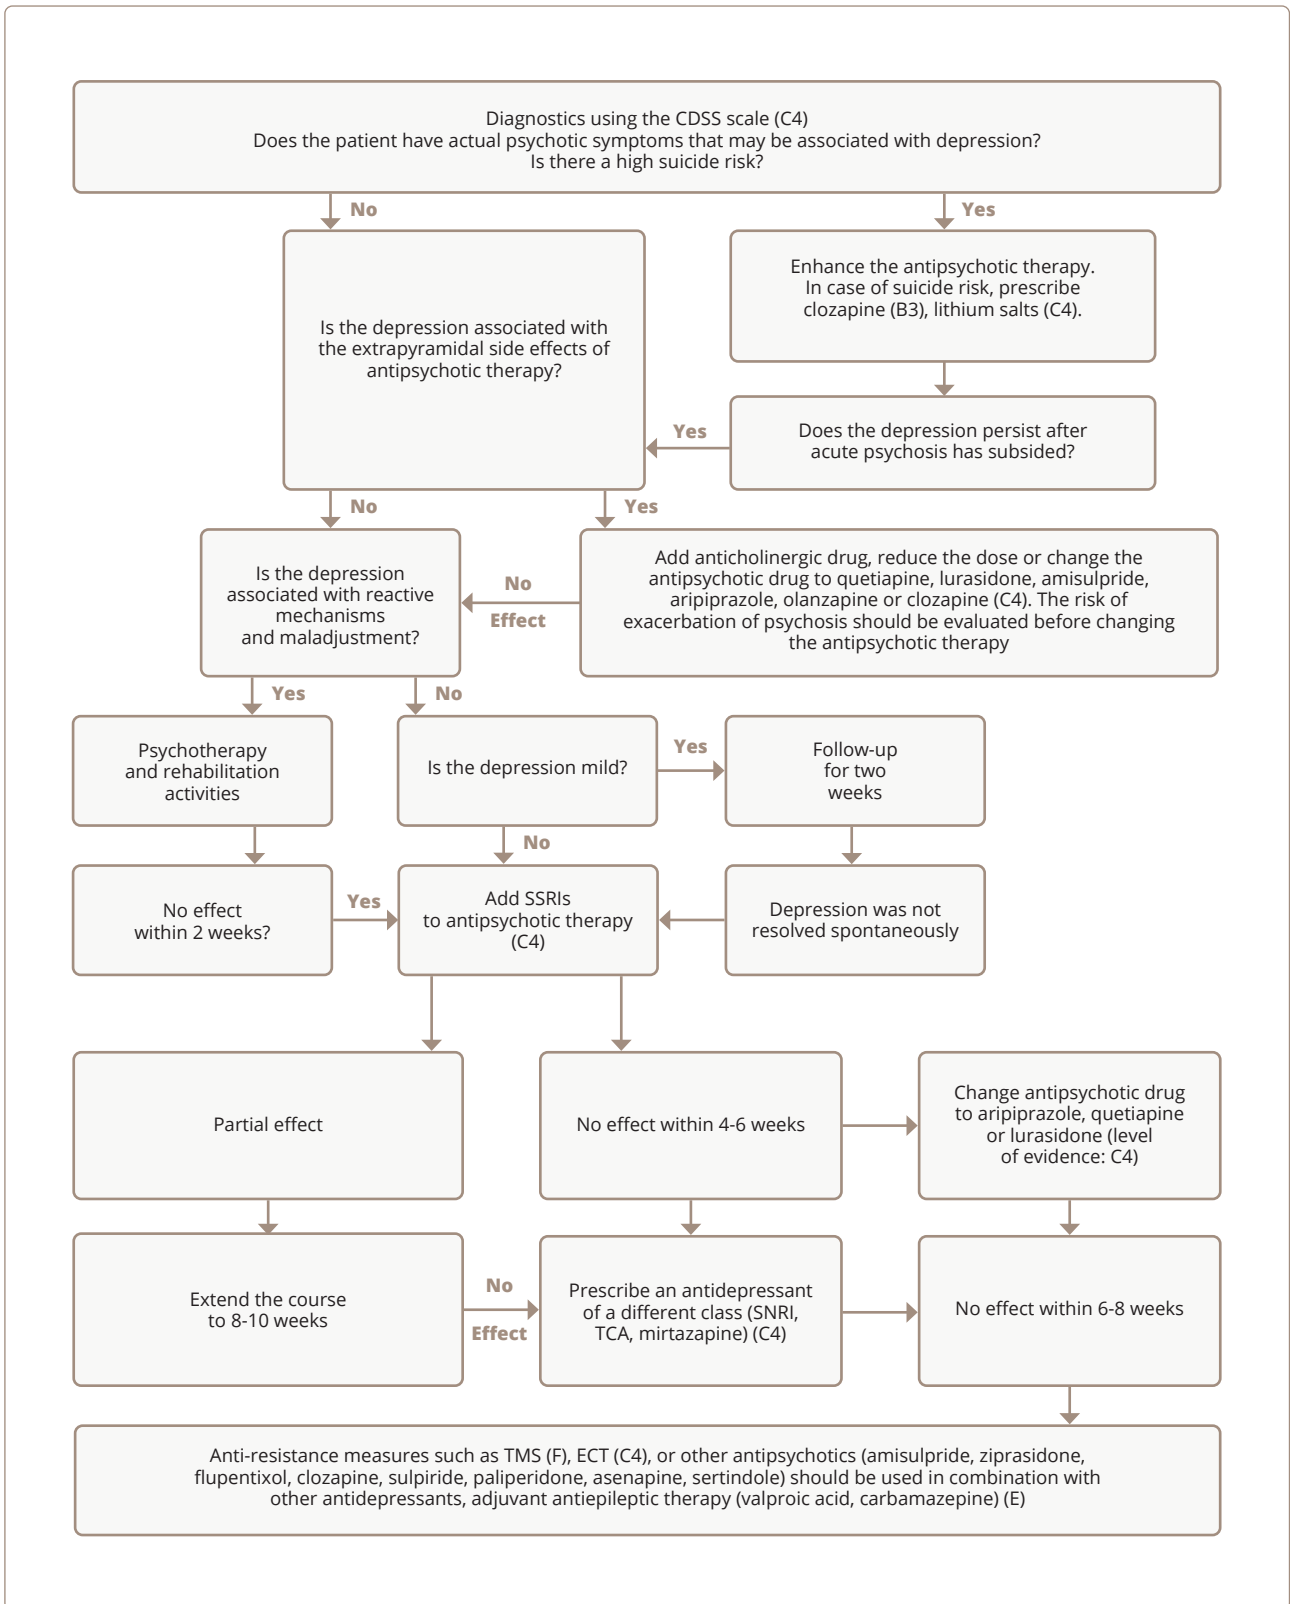 Diagnostics using the CDSS scale (C4)
Does the patient have actual psychotic symptoms that may be associated with depression?
Is there a high suicide risk?
No
Yes
Is the depression associated with
the extrapyramidal side effects of
antipsychotic therapy?
Enhance the antipsychotic therapy.
In case of suicide risk, prescribe
clozapine (B3), lithium salts (C4).
Yes
Does the depression persist after
acute psychosis has subsided?
No
Yes
Is the depression
associated with reactive
mechanisms
and maladjustment?
No
Effect
Add anticholinergic drug, reduce the dose or change the
antipsychotic drug to quetiapine, lurasidone, amisulpride,
aripiprazole, olanzapine or clozapine (C4). The risk of
exacerbation of psychosis should be evaluated before changing
the antipsychotic therapy
Yes
No
Psychotherapy
and rehabilitation
activities
Is the depression mild?
Yes
Follow-up
for two
weeks
No
No effect
within 2 weeks?
Yes
Add SSRIs
to antipsychotic therapy
(C4)
Depression was not
resolved spontaneously
Partial effect
No effect within 4-6 weeks
Change antipsychotic drug
to aripiprazole, quetiapine
or lurasidone (level
of evidence: C4)
Extend the course
to 8-10 weeks
No
Effect
Prescribe an antidepressant
of a different class (SNRI,
TCA, mirtazapine) (C4)
No effect within 6-8 weeks
Anti-resistance measures such as TMS (F), ECT (C4), or other antipsychotics (amisulpride, ziprasidone,
flupentixol, clozapine, sulpiride, paliperidone, asenapine, sertindole) should be used in combination with
other antidepressants, adjuvant antiepileptic therapy (valproic acid, carbamazepine) (E)